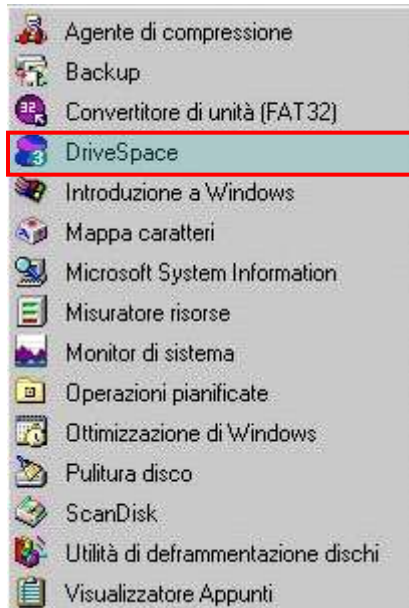 Agente di compressione
Backup
Convertitore di unità (FAT32)
DriveSpace
Introduzione a Windows
Mappa caratteri
Microsoft System Information
Misuratore risorse
Monitor di sistema
Operazioni pianificate
Ottimizzazione di Windows
Pulitura disco
ScanDisk
Utilità di deframmentazione dischi
Visualizzatore Appunti